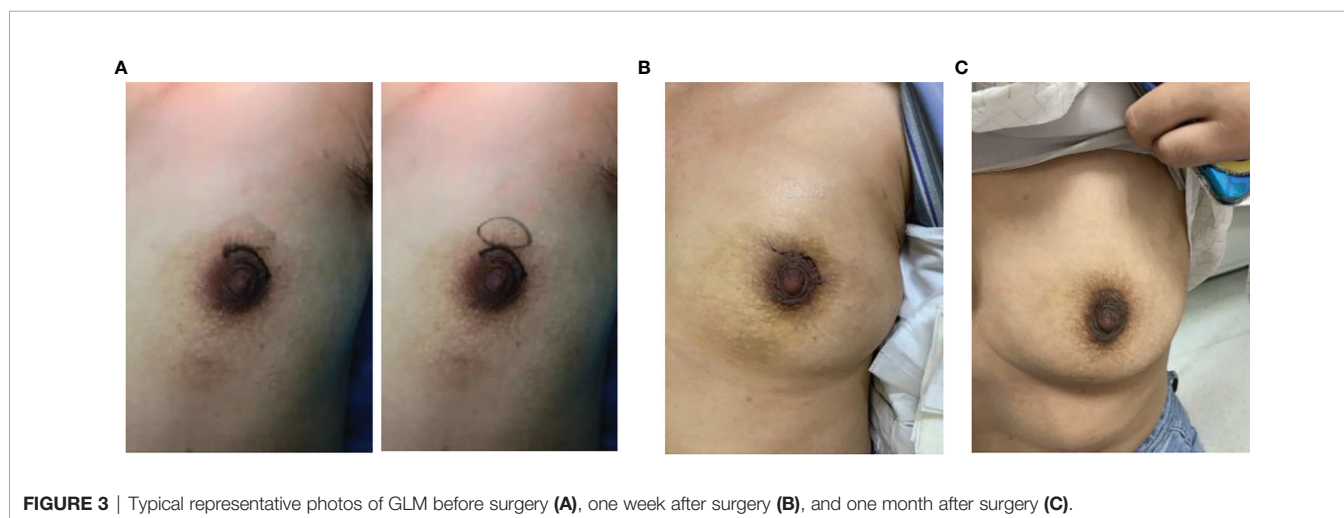 A
B
C
FIGURE 3 | Typical representative photos of GLM before surgery (A), one week after surgery (B), and one month after surgery (C).